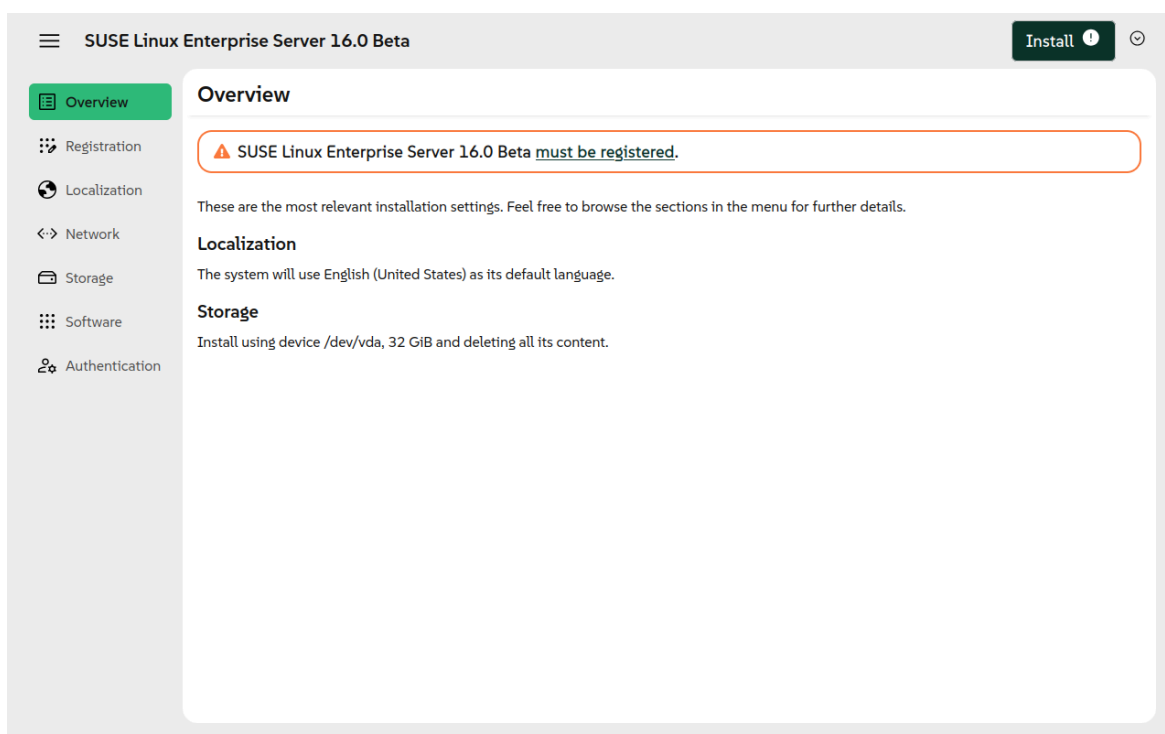 SUSE Linux Enterprise Server 16.0 Beta
Install !
Overview
Registration
Localization
Network
Storage
Software
Authentication
Overview
SUSE Linux Enterprise Server 16.0 Beta must be registered.
These are the most relevant installation settings. Feel free to browse the sections in the menu for further details.
Localization
The system will use English (United States) as its default language.
Storage
Install using device /dev/vda, 32 GiB and deleting all its content.